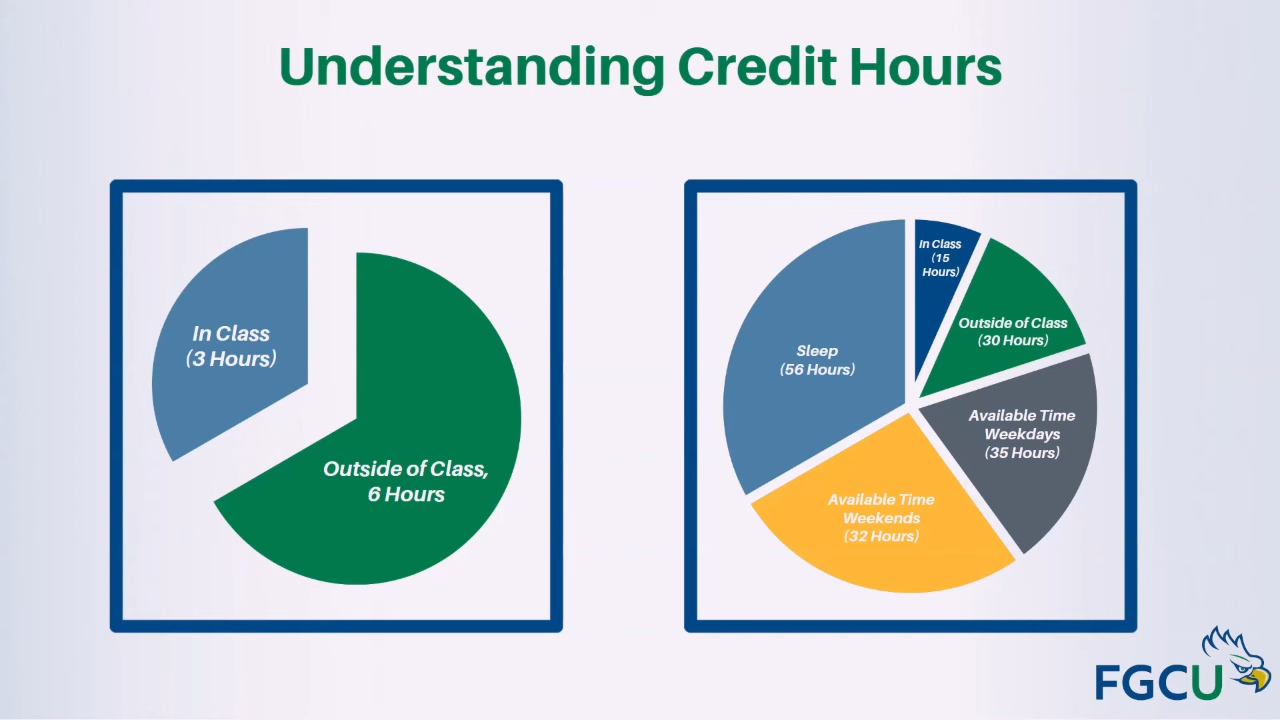 Understanding Credit Hours
In Class
(3 Hours)
Outside of Class,
6 Hours
In Class
(15
Hours)
Outside of Class
(30 Hours)
Sleep
(56 Hours)
Available Time
Weekdays
(35 Hours)
Available Time
Weekends
(32 Hours)
FGCU